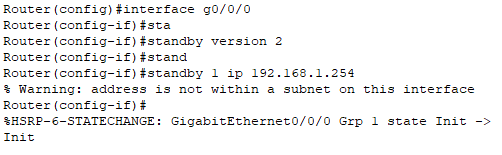 Router(config)#interface g0/0/0
Router(config-if)#sta
Router(config-if)#standby version 2
Router(config-if)#stand
Router(config-if)#standby 1 ip 192.168.1.254
% Warning: address is not within a subnet on this interface
Router(config-if)#
%HSRP-6-STATECHANGE: GigabitEthernet0/0/0 Grp 1 state Init ->
Init